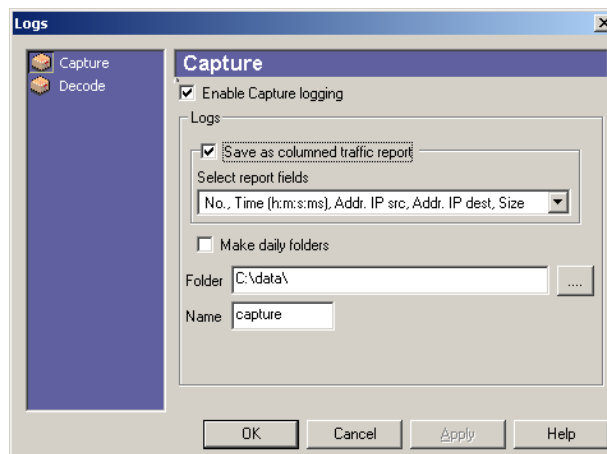 Logs
Capture
Decode
Capture
Enable Capture logging
Logs
Save as columned traffic report
Select report fields
No., Time (h:m:s:ms), Addr. IP src, Addr. IP dest, Size
Make daily folders
Folder C:\data\ ....
Name capture
OK Cancel Apply Help